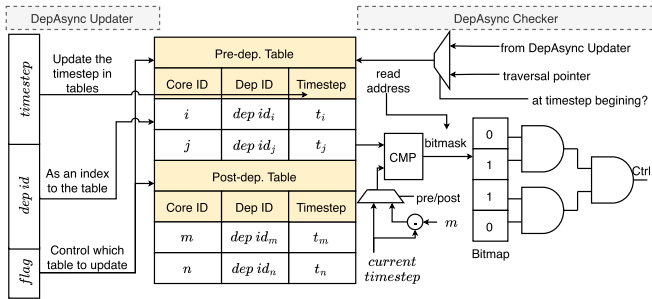 DepAsync Updater
DepAsync Checker
timestep
dep id
flag
Update the
timestep in
tables
As an index
to the table
Control which
table to update
Pre-dep. Table
Core ID Dep ID Timestep
i dep id_i t_i
j dep id_j t_j
Post-dep. Table
Core ID Dep ID Timestep
m dep id_m t_m
n dep id_n t_n
from DepAsync Updater
traversal pointer
at timestep begining?
read
address
bitmask
CMP
pre/post
-
m
current
timestep
0
1
1
0
Bitmap
Ctrl